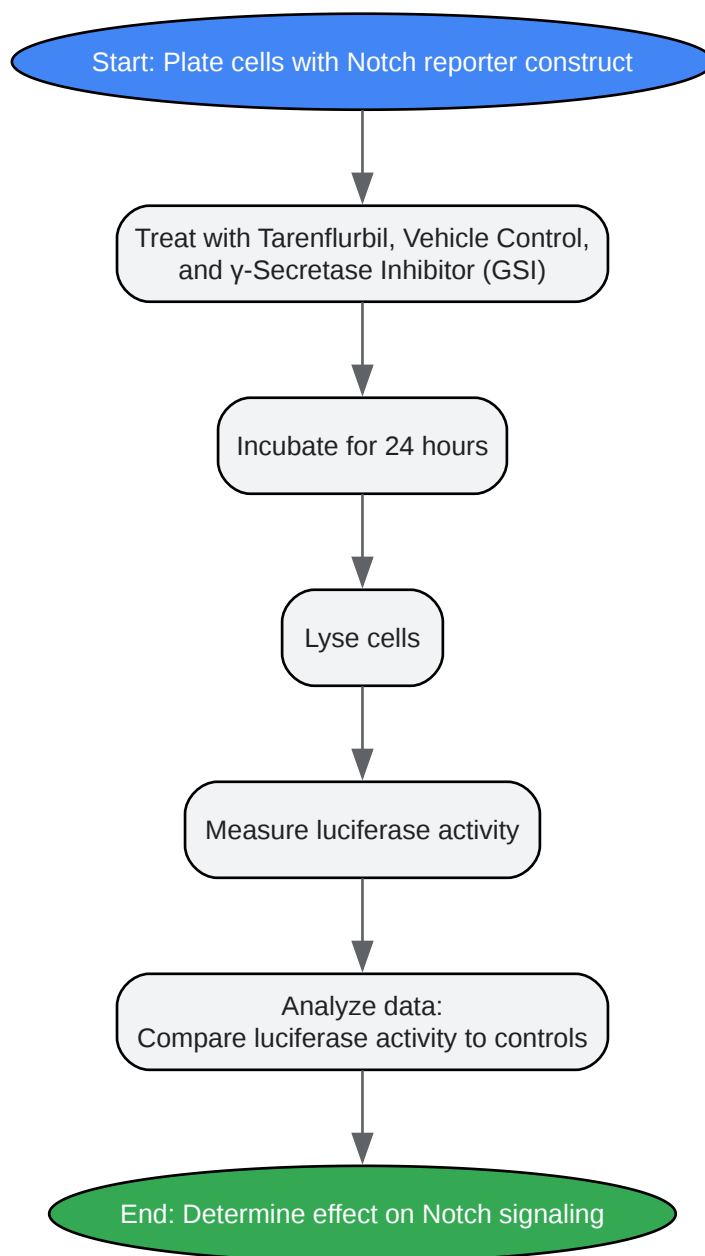 Start: Plate cells with Notch reporter construct
Treat with Tarenflurbil, Vehicle Control,
and γ-Secretase Inhibitor (GSI)
Incubate for 24 hours
Lyse cells
Measure luciferase activity
Analyze data:
Compare luciferase activity to controls
End: Determine effect on Notch signaling